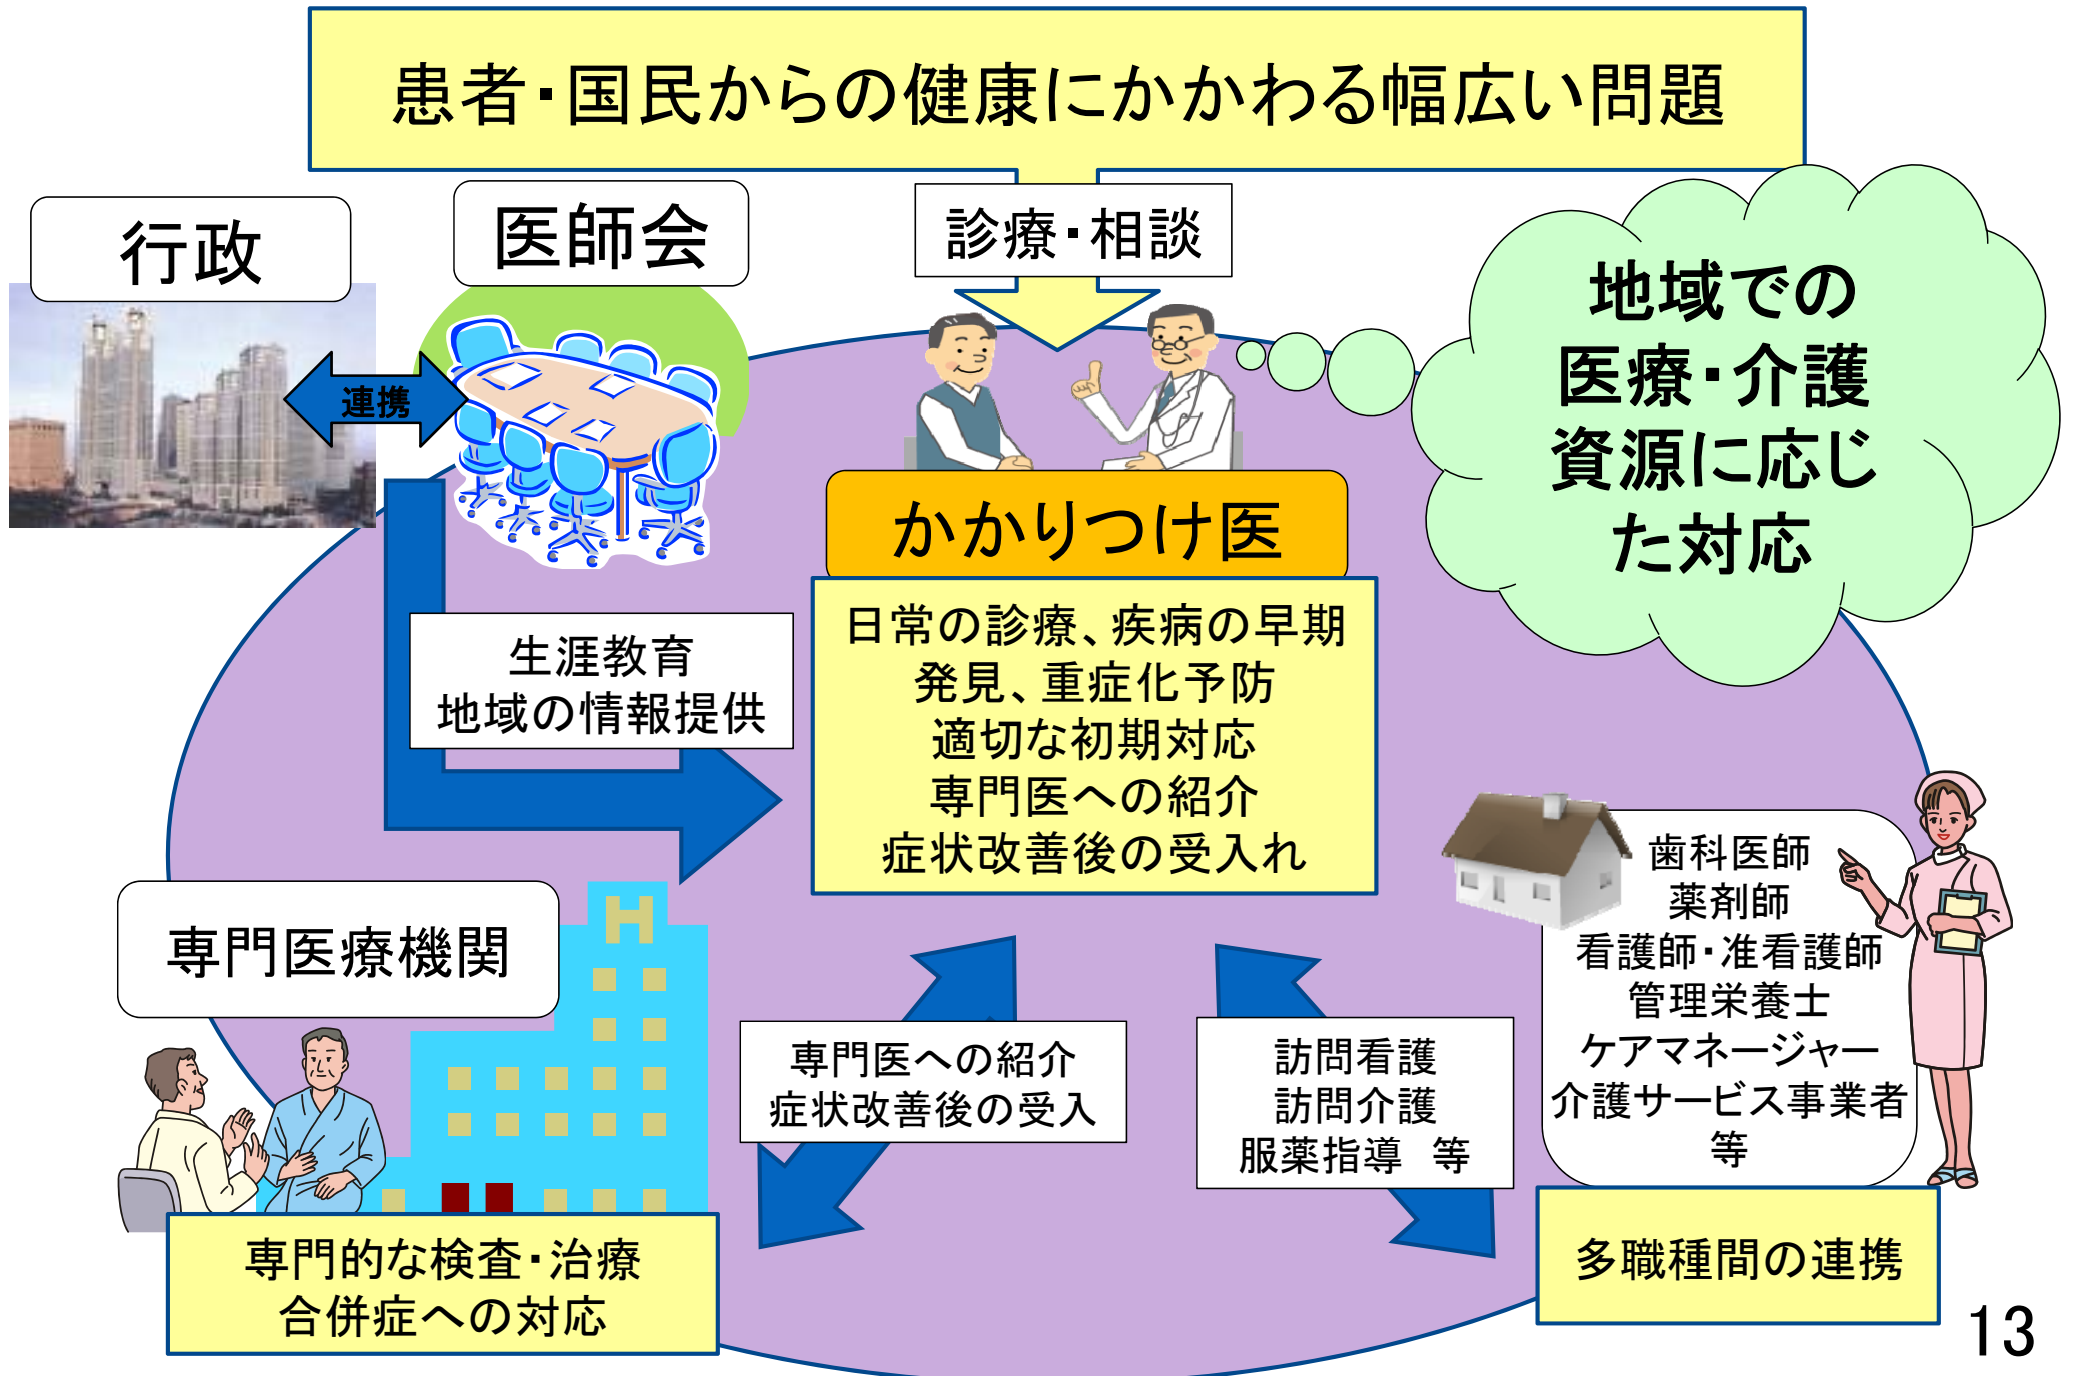 患者・国民からの健康にかかわる幅広い問題
行政
医師会
診療・相談
連携
地域での
医療・介護
資源に応じ
た対応
かかりつけ医
日常の診療、疾病の早期
発見、重症化予防
適切な初期対応
専門医への紹介
症状改善後の受入れ
生涯教育
地域の情報提供
専門医療機関
H
専門的な検査・治療
合併症への対応
専門医への紹介
症状改善後の受入
訪問看護
訪問介護
服薬指導　等
歯科医師
薬剤師
看護師・准看護師
管理栄養士
ケアマネージャー
介護サービス事業者
等
多職種間の連携
13